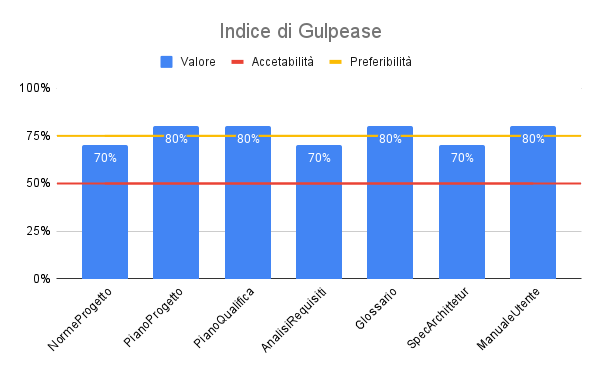 Indice di Gulpease
Valore Accetabilità Preferibilità
100%
75%
50%
25%
0%
70% 80% 80% 70% 80% 70% 80%
NormeProgetto PianoProgetto PianoQualifica AnalisiRequisiti Glossario SpecArchittetur ManualeUtente